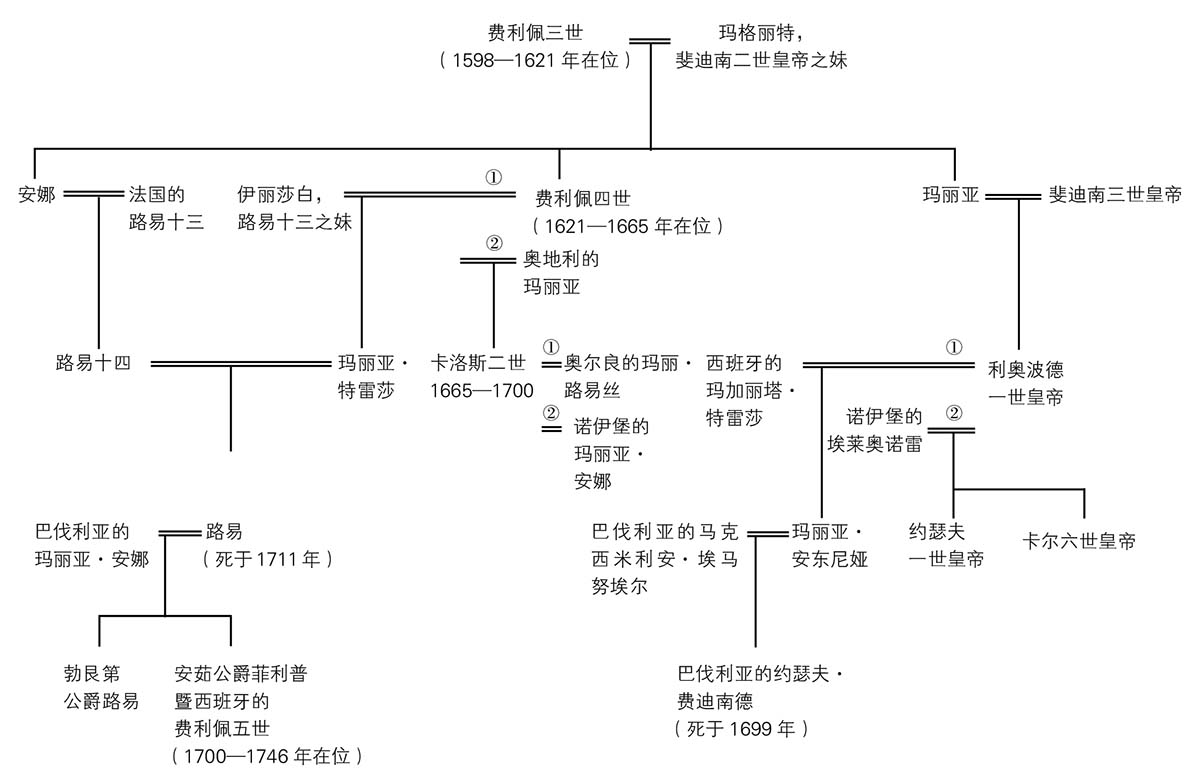 费利佩三世
（1598—1621 年在位）
玛格丽特，
斐迪南二世皇帝之妹
安娜
法国的
路易十三
伊丽莎白，
路易十三之妹
①
费利佩四世
（1621—1665 年在位）
②
奥地利的
玛丽亚
玛丽亚
斐迪南三世皇帝
路易十四
玛丽亚·
特雷莎
卡洛斯二世
1665—1700
①
奥尔良的玛丽·
路易丝
②
诺伊堡的
玛丽亚·
安娜
西班牙的
玛加丽塔·
特雷莎
①
利奥波德
一世皇帝
诺伊堡的
埃莱奥诺雷
②
巴伐利亚的
玛丽亚·安娜
路易
（死于1711 年）
巴伐利亚的马克
西米利安·埃马
努埃尔
玛丽亚·
安东尼娅
约瑟夫
一世皇帝
卡尔六世皇帝
勃艮第
公爵路易
安茹公爵菲利普
暨西班牙的
费利佩五世
（1700—1746 年在位）
巴伐利亚的约瑟夫·
费迪南德
（死于 1699 年）